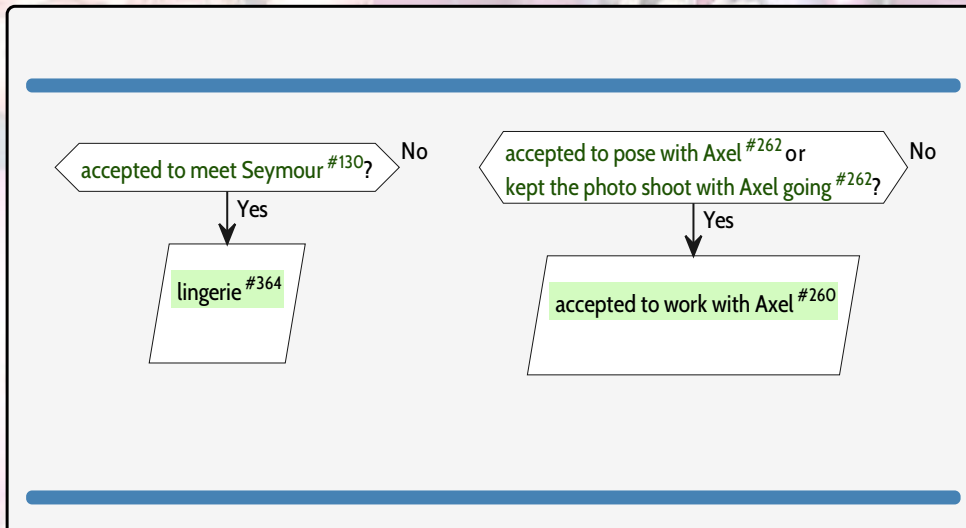 accepted to meet Seymour #130?
No
Yes
lingerie #364
accepted to pose with Axel #262 or
kept the photo shoot with Axel going #262?
No
Yes
accepted to work with Axel #260